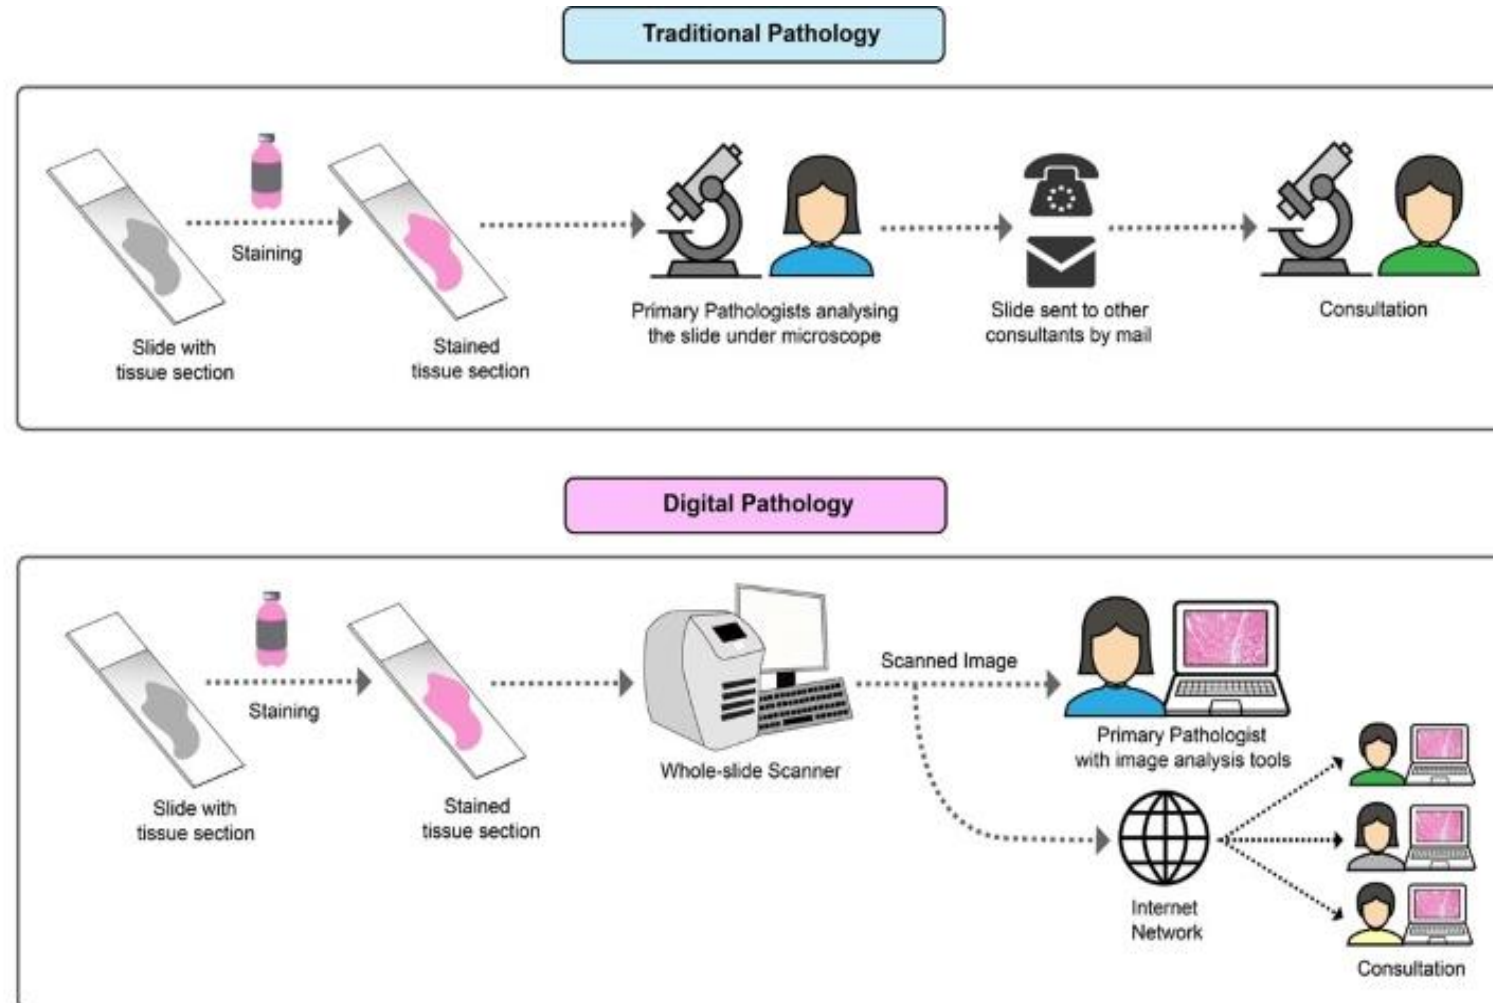 Traditional Pathology
Staining
Slide with
tissue section
Stained
tissue section
Primary Pathologists analysing
the slide under microscope
Slide sent to other
consultants by mail
Consultation
Digital Pathology
Staining
Slide with
tissue section
Stained
tissue section
Whole-slide Scanner
Scanned Image
Primary Pathologist
with image analysis tools
Internet
Network
Consultation